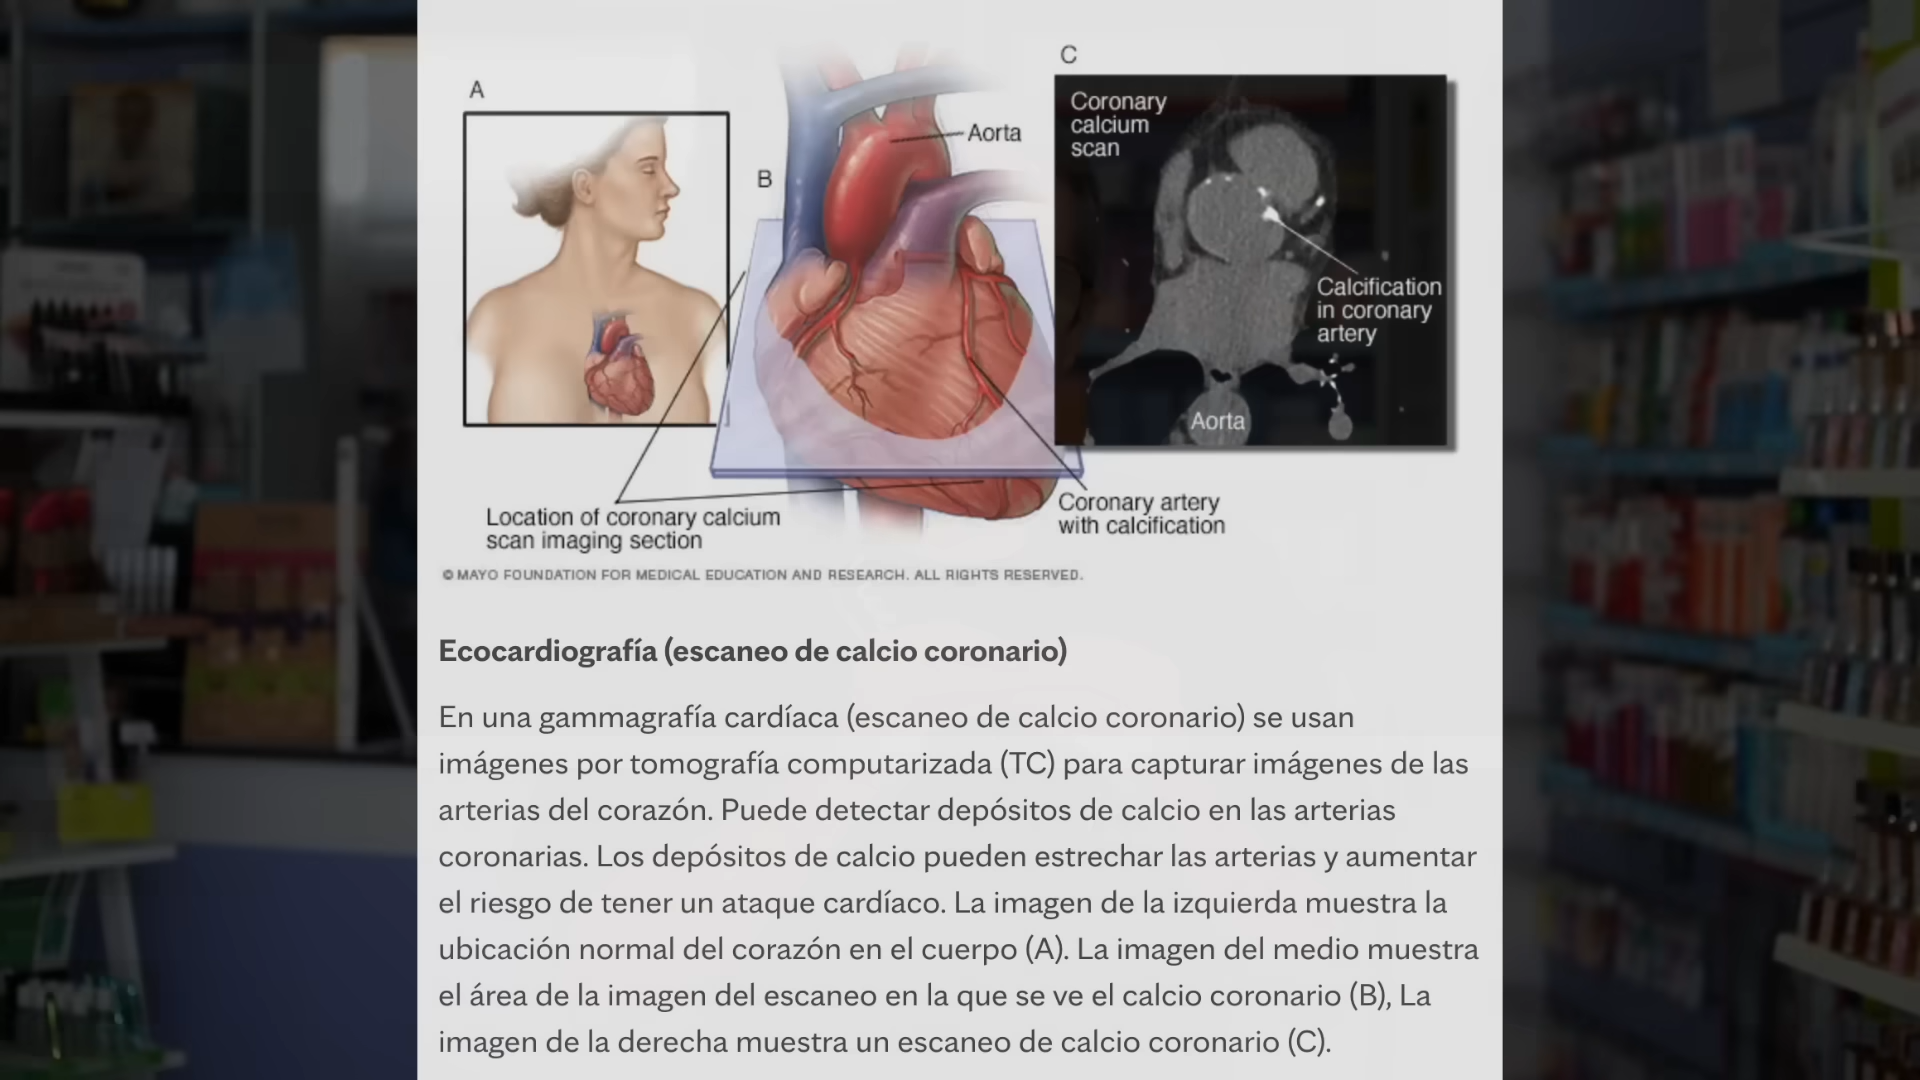 A
B
C
Aorta
Coronary
calcium
scan
Calcification
in coronary
artery
Aorta
Location of coronary calcium
scan imaging section
Coronary artery
with calcification
© MAYO FOUNDATION FOR MEDICAL EDUCATION AND RESEARCH. ALL RIGHTS RESERVED.
Ecocardiografía (escaneo de calcio coronario)
En una gammagrafía cardíaca (escaneo de calcio coronario) se usan
imágenes por tomografía computarizada (TC) para capturar imágenes de las
arterias del corazón. Puede detectar depósitos de calcio en las arterias
coronarias. Los depósitos de calcio pueden estrechar las arterias y aumentar
el riesgo de tener un ataque cardíaco. La imagen de la izquierda muestra la
ubicación normal del corazón en el cuerpo (A). La imagen del medio muestra
el área de la imagen del escaneo en la que se ve el calcio coronario (B), La
imagen de la derecha muestra un escaneo de calcio coronario (C).